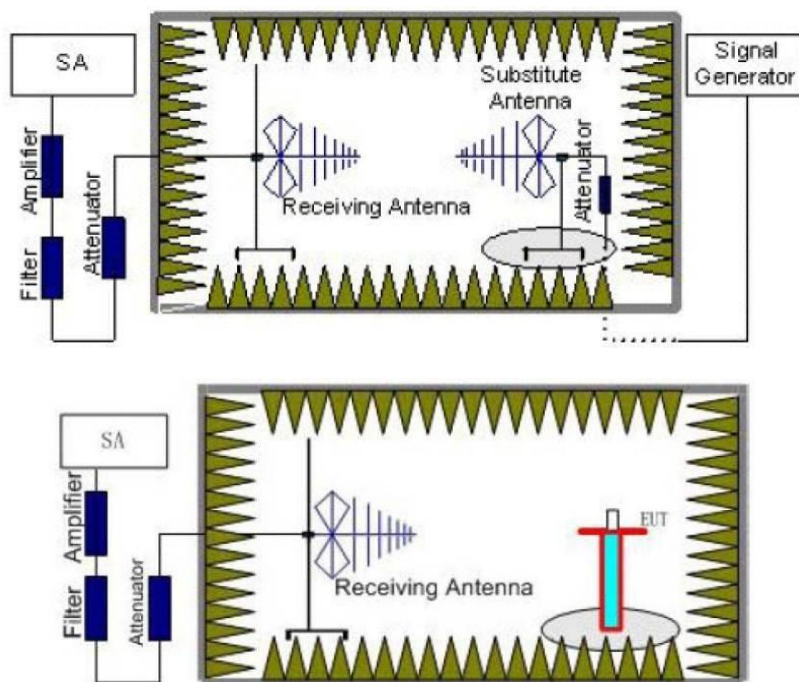 SA
Signal
Generator
Substitute
Antenna
Amplifier
Attenuator
Attenuator
Receiving Antenna
Filter
SA
Amplifier
EUT
Filter
Attenuator
Receiving Antenna